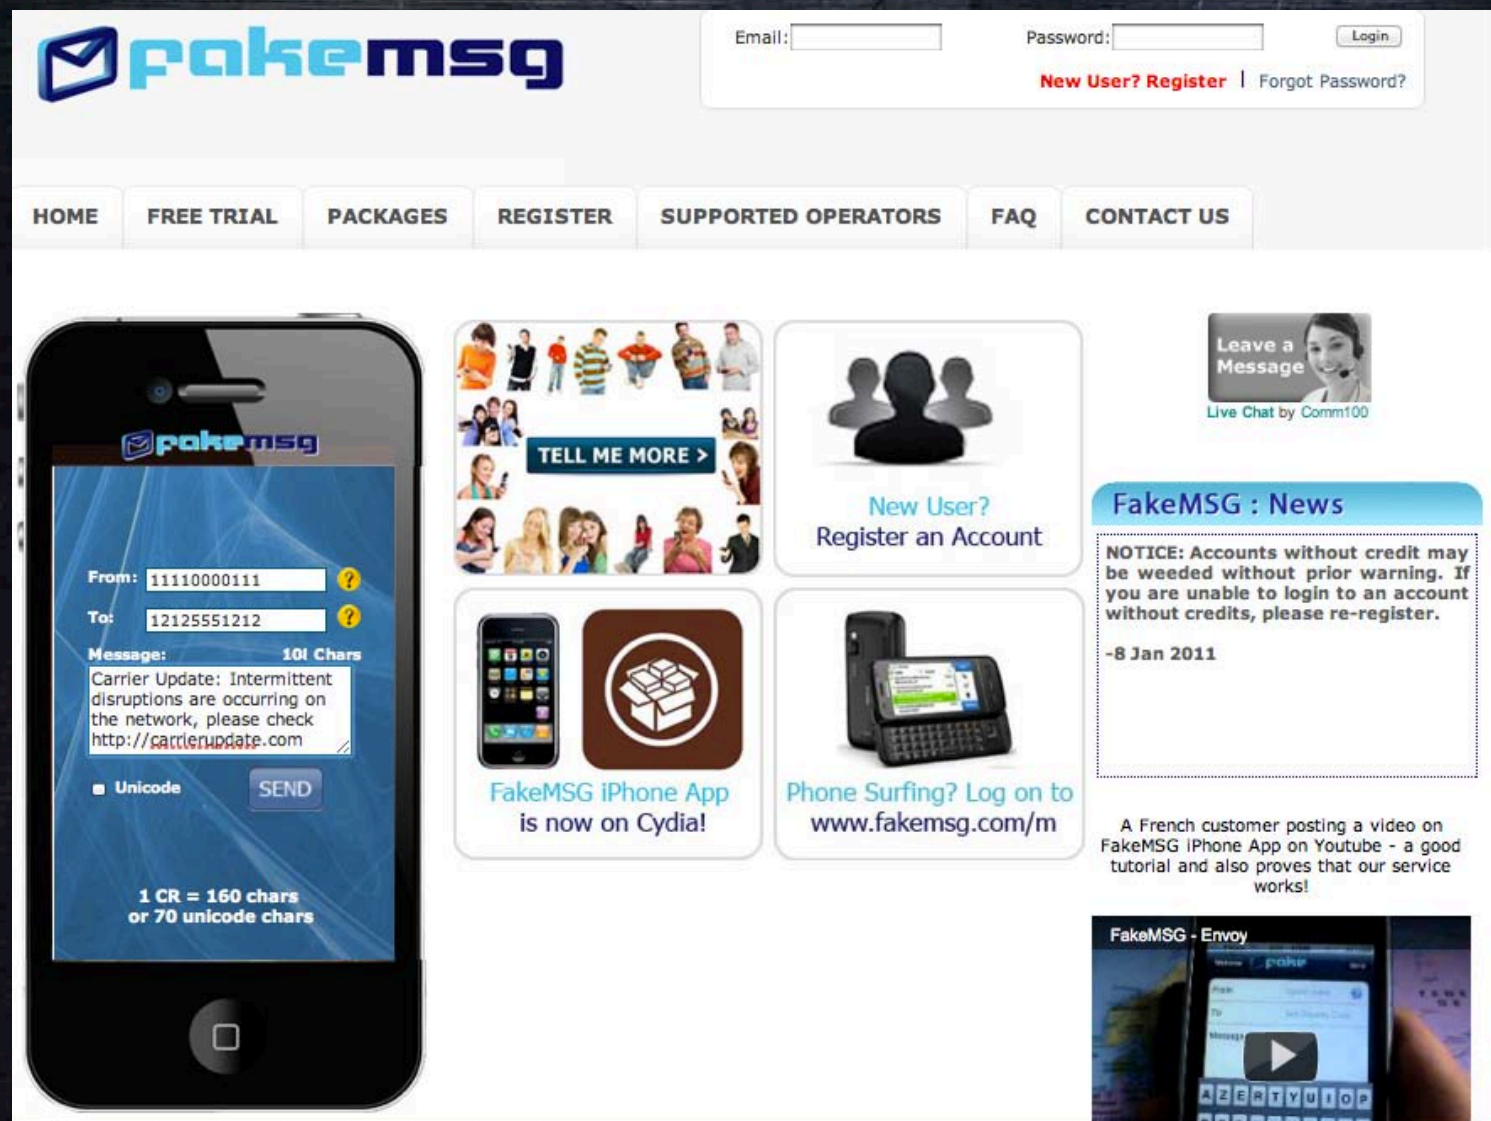 fakemsg
Email:
Password:
Login
New User? Register | Forgot Password?
HOME
FREE TRIAL
PACKAGES
REGISTER
SUPPORTED OPERATORS
FAQ
CONTACT US
fakemsg
From: 11110000111 ?
To: 12125551212 ?
Message: 108 Chars
Carrier Update: Intermittent
disruptions are occurring on
the network, please check
http://carrierupdate.com
Unicode
SEND
1 CR = 160 chars
or 70 unicode chars
TELL ME MORE >
New User?
Register an Account
FakeMSG iPhone App
is now on Cydia!
Phone Surfing? Log on to
www.fakemsg.com/m
Leave a
Message
Live Chat by Comm100
FakeMSG : News
NOTICE: Accounts without credit may
be weeded without prior warning. If
you are unable to login to an account
without credits, please re-register.
-8 Jan 2011
A French customer posting a video on
FakeMSG iPhone App on Youtube - a good
tutorial and also proves that our service
works!
FakeMSG - Envoy
fake
To
Message
A Z E R T Y U I O P